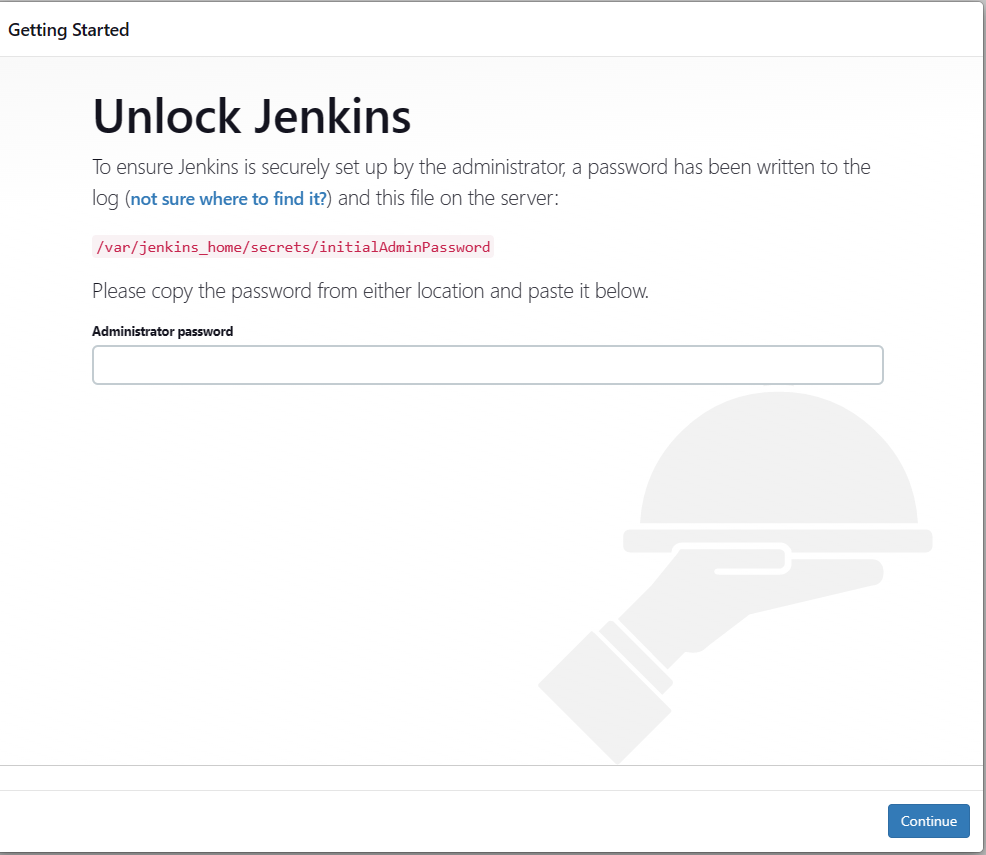 Getting Started
Unlock Jenkins
To ensure Jenkins is securely set up by the administrator, a password has been written to the
log (not sure where to find it?) and this file on the server:
/var/jenkins_home/secrets/initialAdminPassword
Please copy the password from either location and paste it below.
Administrator password
Continue